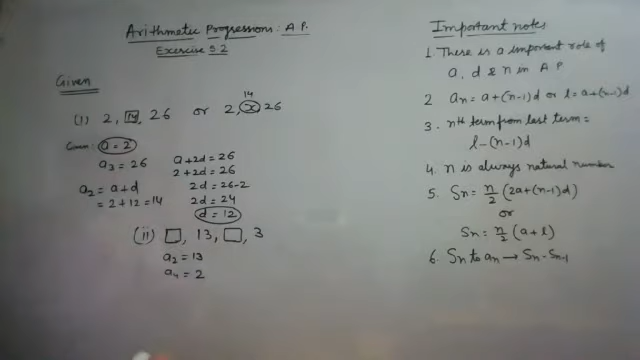 Arithmetic Progressions: A.P.
Exercise 5.2
Given
(i) 2, 14, 26 or 2, x, 26
14
Given: a = 2
a3 = 26
a2 = a+d
= 2 + 12 = 14
a + 2d = 26
2 + 2d = 26
2d = 26-2
2d = 24
d = 12
(ii) □, 13, □, 3
a2 = 13
a4 = 2
Important notes
1. There is a important role of
a, d & n in A P
2 an = a+(n-1)d or l = a+(n-1)d
3. nth term from last term =
l-(n-1)d
4. n is always natural number
5. Sn = n/2 (2a+(n-1)d)
or
Sn = n/2 (a+l)
6. Sn to an → Sn - Sn-1